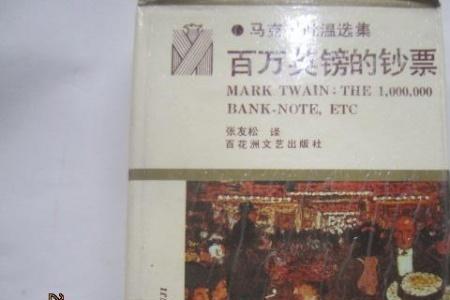 马克·吐温选集
百万英镑的钞票
MARK TWAIN: THE 1,000,000
BANK-NOTE, ETC
张友松 译
百花洲文艺出版社